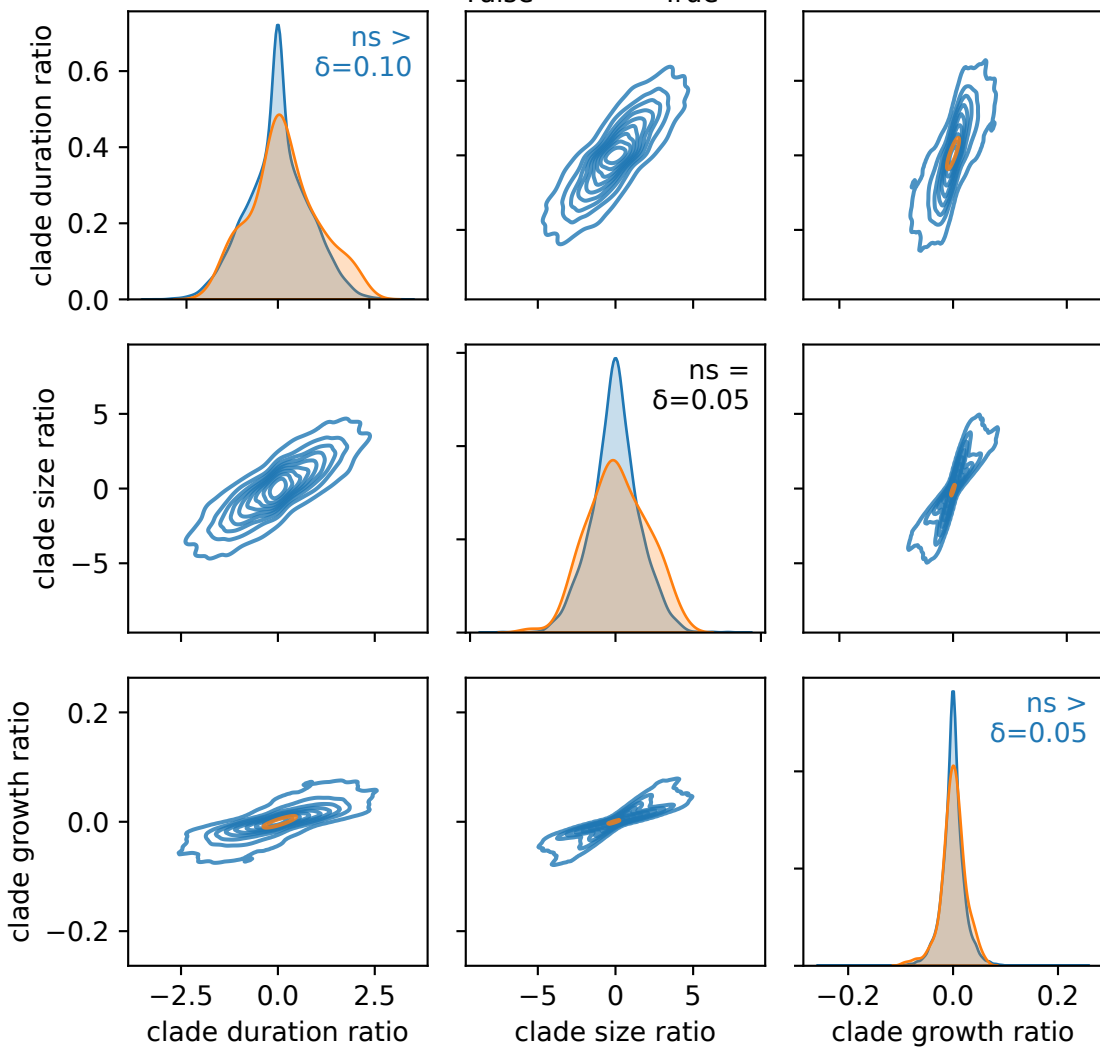 clade duration ratio
0.6
0.4
0.2
0.0
ns >
δ=0.10
clade size ratio
5
0
−5
ns =
δ=0.05
clade growth ratio
0.2
0.0
−0.2
ns >
δ=0.05
−2.5 0.0 2.5
−5 0 5
−0.2 0.0 0.2
clade duration ratio
clade size ratio
clade growth ratio